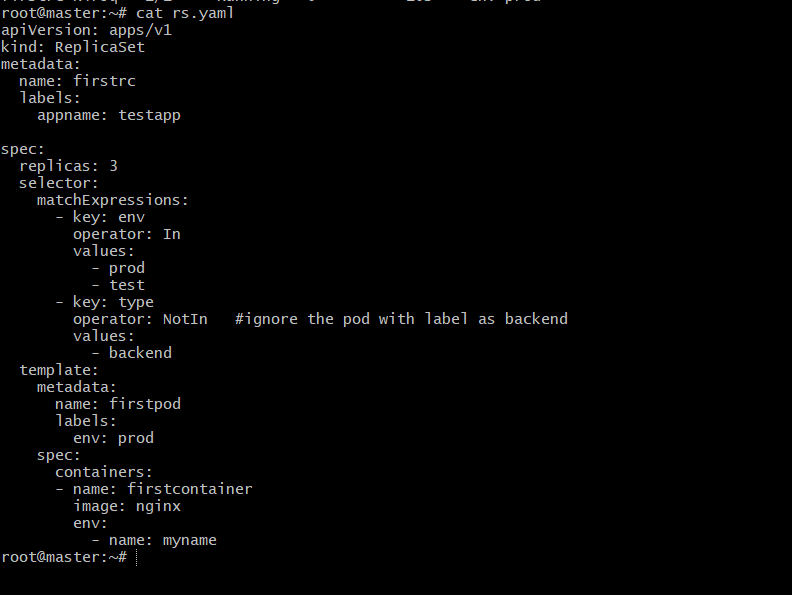 root@master:~# cat rs.yaml
apiVersion: apps/v1
kind: ReplicaSet
metadata:
  name: firstrc
  labels:
    appname: testapp

spec:
  replicas: 3
  selector:
    matchExpressions:
      - key: env
        operator: In
        values:
          - prod
          - test
      - key: type
        operator: NotIn   #ignore the pod with label as backend
        values:
          - backend
  template:
    metadata:
      name: firstpod
      labels:
        env: prod
    spec:
      containers:
      - name: firstcontainer
        image: nginx
        env:
          - name: myname
root@master:~#